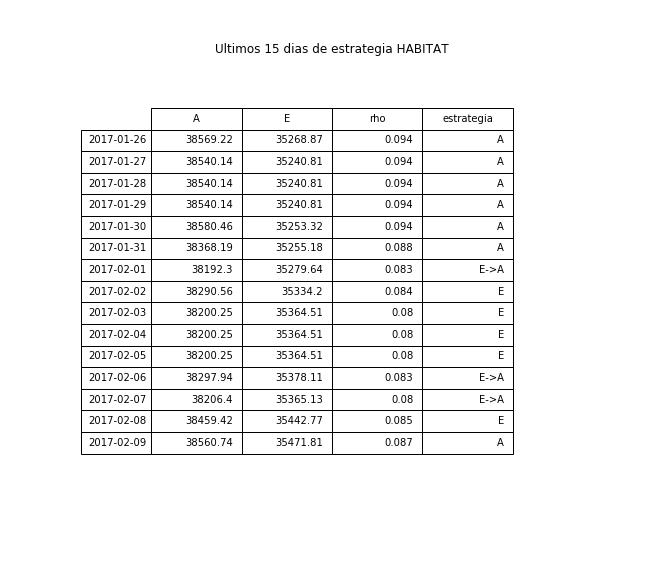 Ultimos 15 dias de estrategia HABITAT
A E rho estrategia
2017-01-26 38569.22 35268.87 0.094 A
2017-01-27 38540.14 35240.81 0.094 A
2017-01-28 38540.14 35240.81 0.094 A
2017-01-29 38540.14 35240.81 0.094 A
2017-01-30 38580.46 35253.32 0.094 A
2017-01-31 38368.19 35255.18 0.088 A
2017-02-01 38192.3 35279.64 0.083 E->A
2017-02-02 38290.56 35334.2 0.084 E
2017-02-03 38200.25 35364.51 0.08 E
2017-02-04 38200.25 35364.51 0.08 E
2017-02-05 38200.25 35364.51 0.08 E
2017-02-06 38297.94 35378.11 0.083 E->A
2017-02-07 38206.4 35365.13 0.08 E->A
2017-02-08 38459.42 35442.77 0.085 E
2017-02-09 38560.74 35471.81 0.087 A